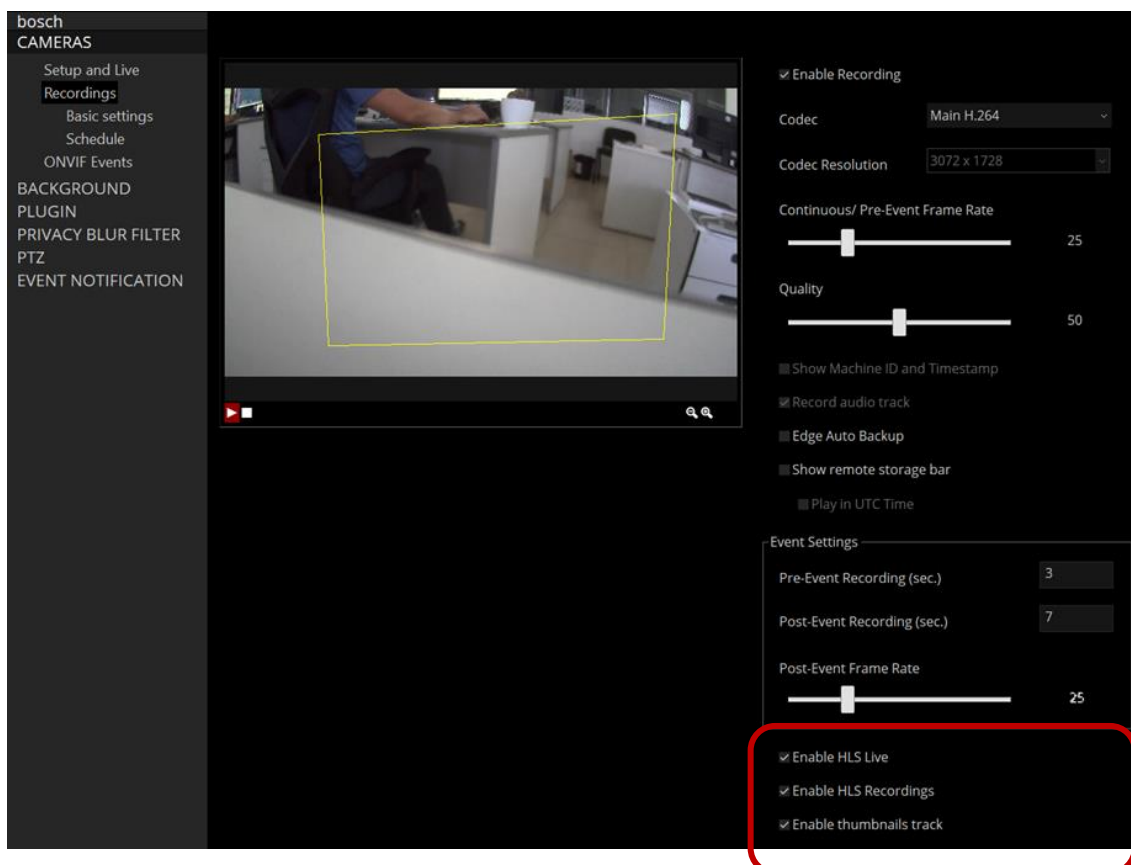 bosch
CAMERAS
Setup and Live
Recordings
Basic settings
Schedule
ONVIF Events
BACKGROUND
PLUGIN
PRIVACY BLUR FILTER
PTZ
EVENT NOTIFICATION
Enable Recording
Codec Main H.264
Codec Resolution 3072 x 1728
Continuous/ Pre-Event Frame Rate
25
Quality
50
Show Machine ID and Timestamp
Record audio track
Edge Auto Backup
Show remote storage bar
Play in UTC Time
Event Settings
Pre-Event Recording (sec.) 3
Post-Event Recording (sec.) 7
Post-Event Frame Rate
25
Enable HLS Live
Enable HLS Recordings
Enable thumbnails track